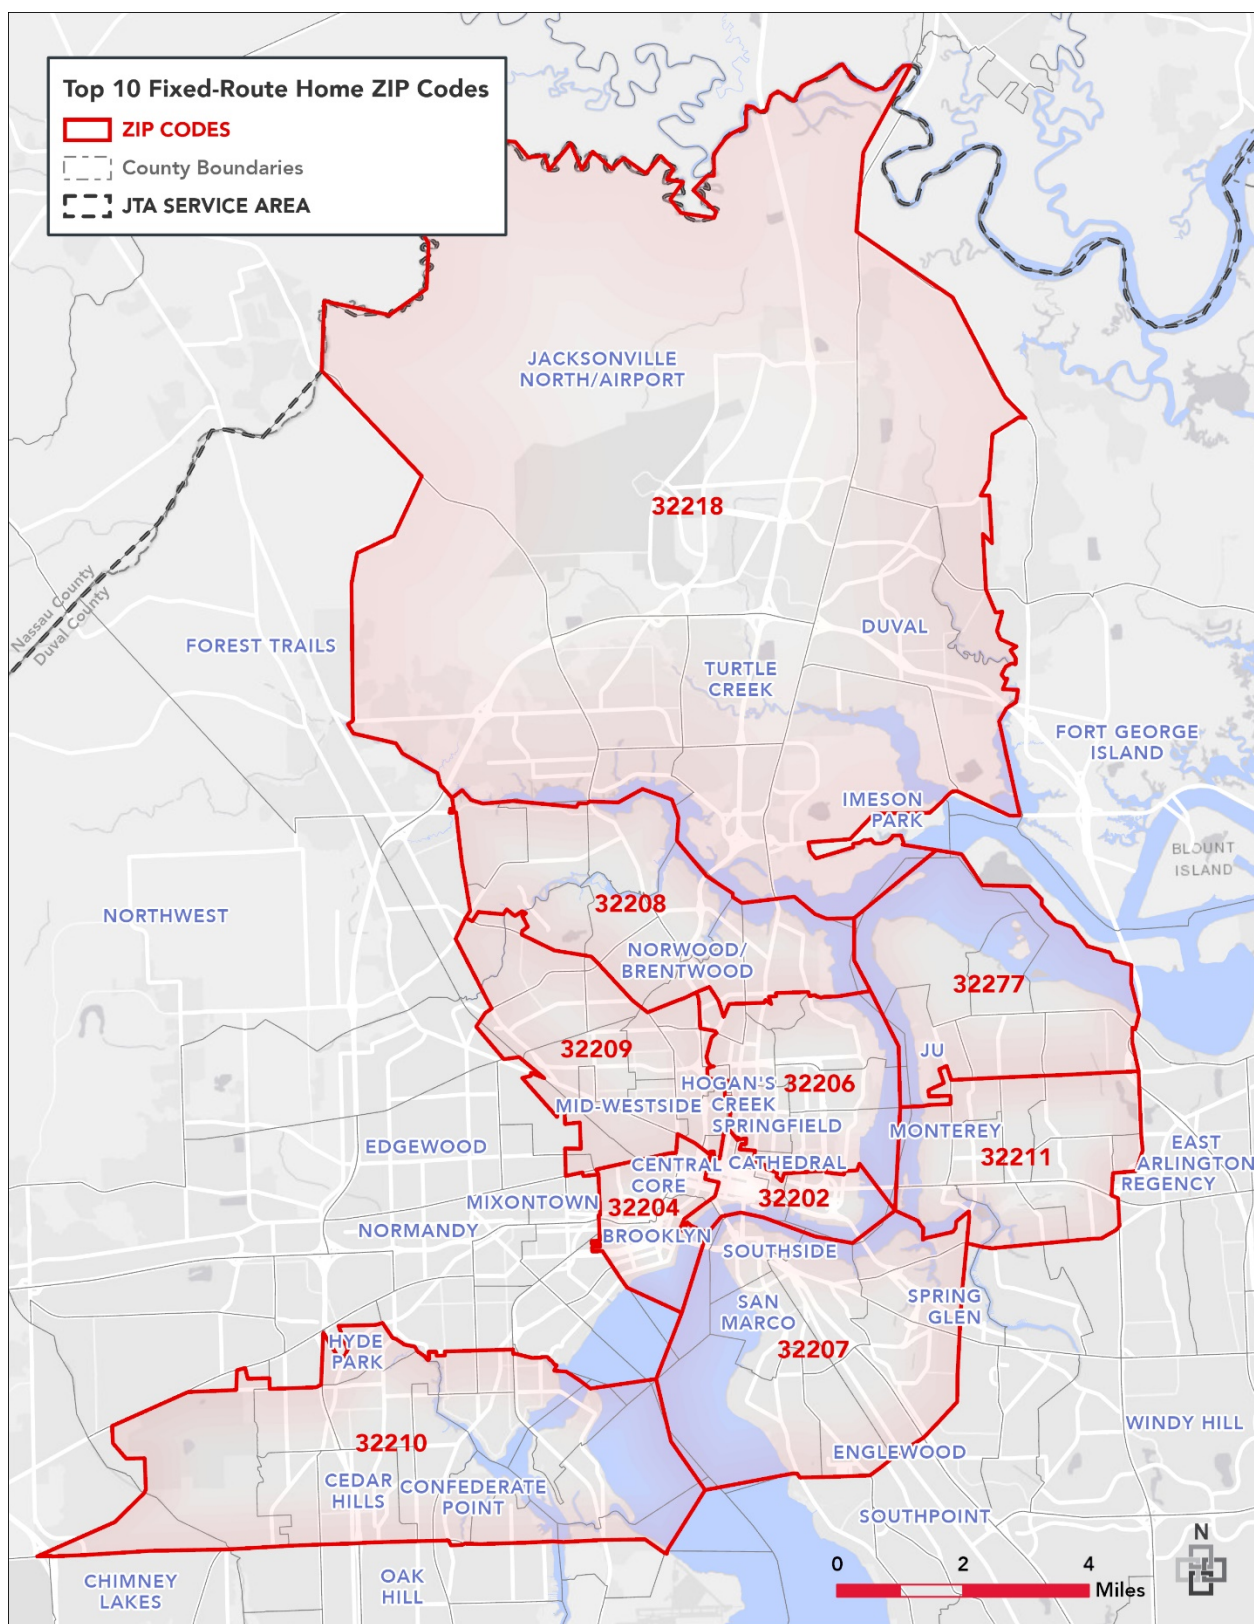 Top 10 Fixed-Route Home ZIP Codes
ZIP CODES
County Boundaries
JTA SERVICE AREA
JACKSONVILLE
NORTH/AIRPORT
32218
Nassau County
Duval County
FOREST TRAILS
DUVAL
TURTLE
CREEK
FORT GEORGE
ISLAND
IMESON
PARK
BLOUNT
ISLAND
NORTHWEST
32208
NORWOOD/
BRENTWOOD
32277
32209
JU
HOGAN'S
CREEK
32206
MID-WESTSIDE
SPRINGFIELD
MONTEREY
EDGEWOOD
EAST
ARLINGTON
REGENCY
32211
CENTRAL
CORE
CATHEDRAL
MIXONTOWN
32204
32202
NORMANDY
BROOKLYN
SOUTHSIDE
SAN
MARCO
SPRING
GLEN
HYDE
PARK
32207
32210
WINDY HILL
ENGLEWOOD
CEDAR
HILLS
CONFEDERATE
POINT
SOUTHPOINT
CHIMNEY
LAKES
OAK
HILL
0 2 4
Miles
N